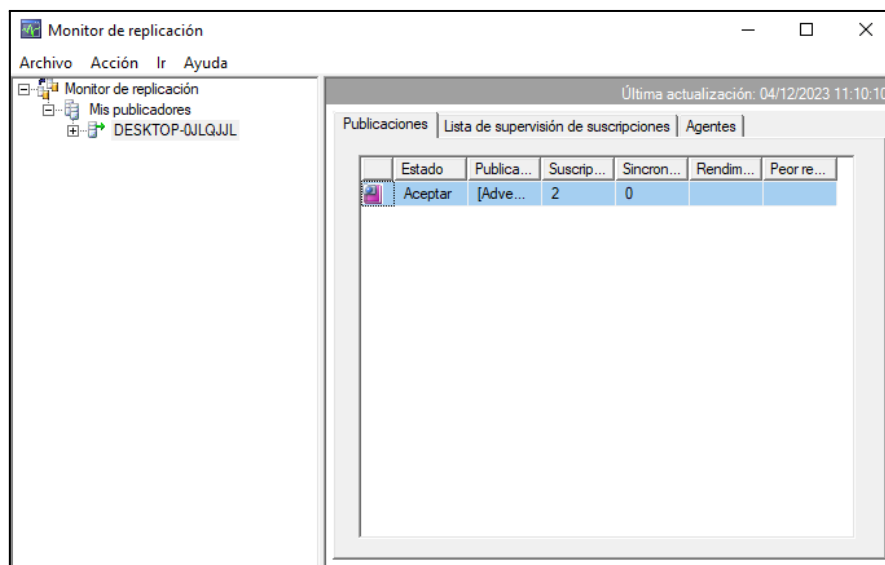 Monitor de replicación
Archivo Acción Ir Ayuda
Monitor de replicación
Mis publicadores
DESKTOP-0JLQJJL
Última actualización: 04/12/2023 11:10:10
Publicaciones Lista de supervisión de suscripciones Agentes
Estado Publica... Suscrip... Sincron... Rendim... Peor re...
Aceptar [Adve... 2 0